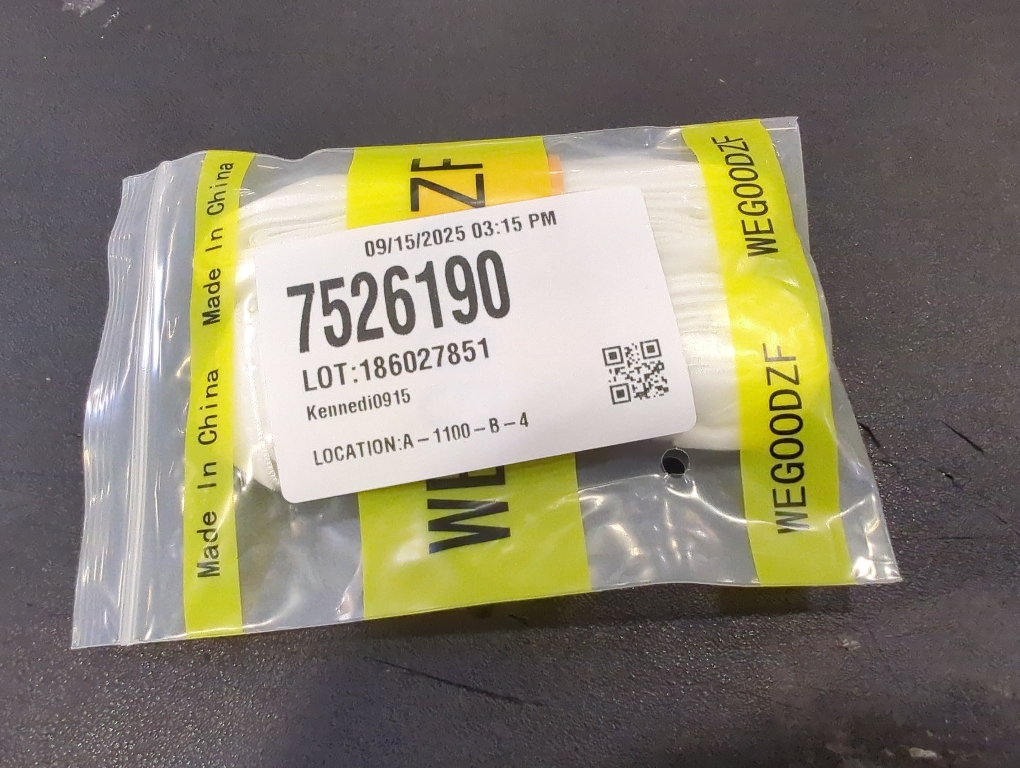 Made In China
Made In China
ZF
WE
WEGOODZF
WEGOODZF
09/15/2025 03:15 PM
7526190
LOT:186027851
Kennedi0915
LOCATION:A-1100-B-4